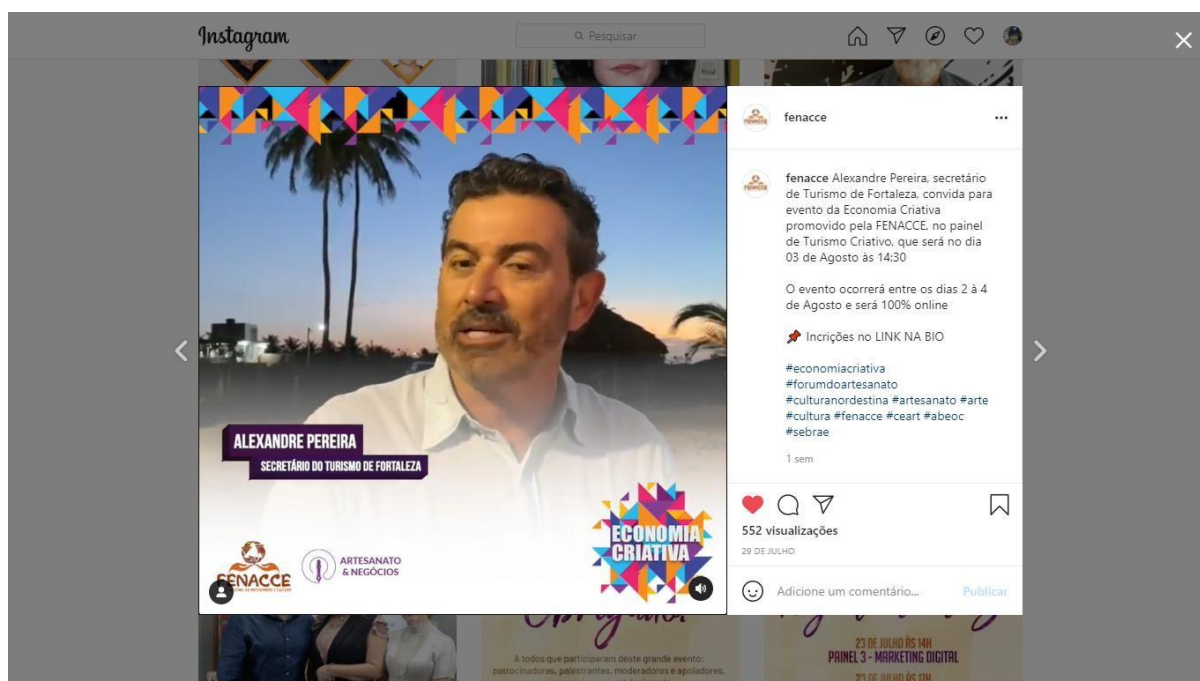 Instagram
Pesquisar
fenacce
fenacce Alexandre Pereira, secretário
de Turismo de Fortaleza, convida para
evento da Economia Criativa
promovido pela FENACCE, no painel
de Turismo Criativo, que será no dia
03 de Agosto às 14:30
O evento ocorrerá entre os dias 2 à 4
de Agosto e será 100% online
Incrições no LINK NA BIO
#economiacriativa
#forumdoartesanato
#culturanordestina #artesanato #arte
#cultura #fenacce #ceart #abeoc
#sebrae
1 sem
552 visualizações
29 DE JULHO
Adicione um comentário...
Publicar
ALEXANDRE PEREIRA
SECRETÁRIO DO TURISMO DE FORTALEZA
FENACCE
ARTESANATO
& NEGÓCIOS
ECONOMIA
CRIATIVA
A todos que participaram deste grande evento:
patrocinadores, palestrantes, moderadores e apoiadores,
23 DE JULHO ÀS 14H
PAINEL 3 - MARKETING DIGITAL
23 DE JULHO ÀS 17H